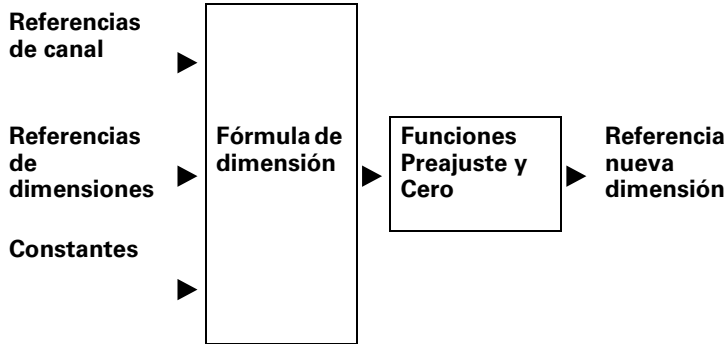 Referencias
de canal
Referencias
de
dimensiones
Constantes
Fórmula de
dimensión
Funciones
Preajuste y
Cero
Referencia
nueva
dimensión